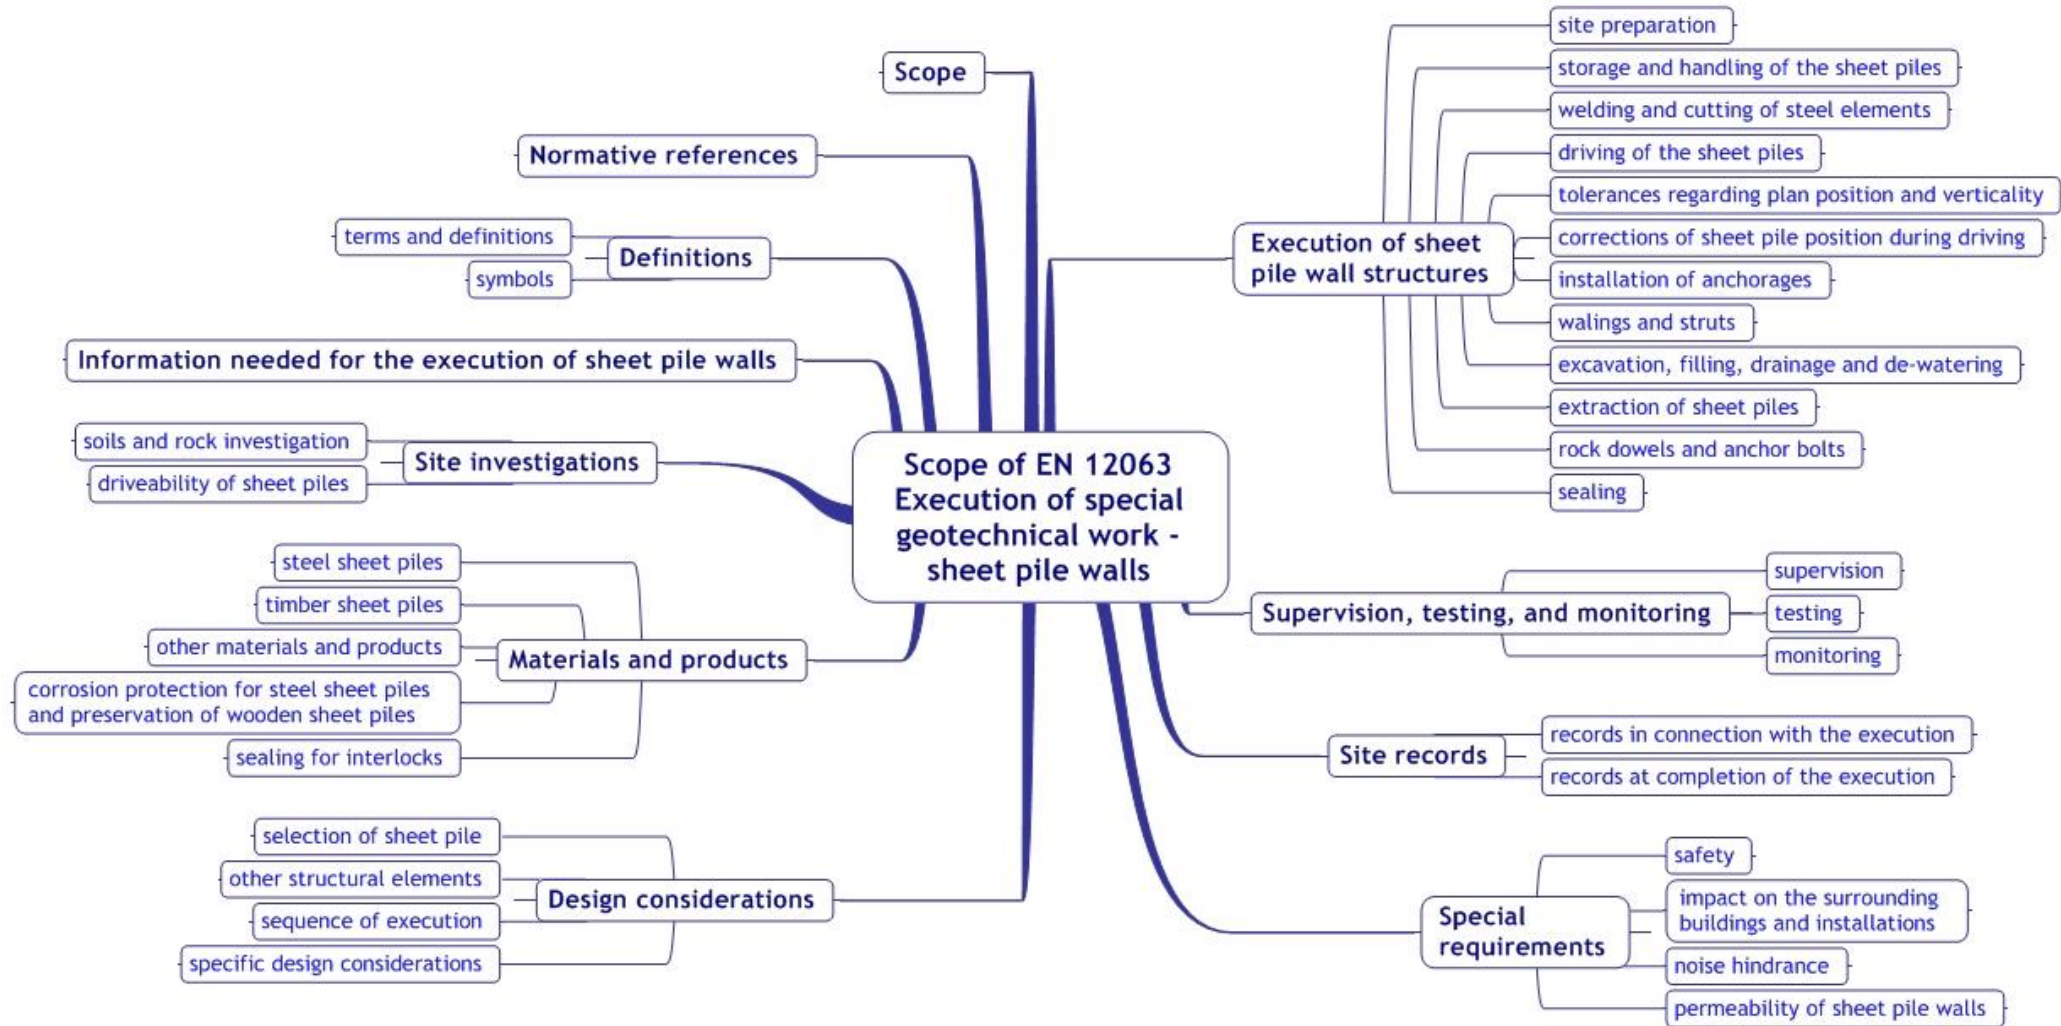 Scope of EN 12063
Execution of special
geotechnical work -
sheet pile walls
Scope
Normative references
Definitions
terms and definitions
symbols
Information needed for the execution of sheet pile walls
Site investigations
soils and rock investigation
driveability of sheet piles
Materials and products
steel sheet piles
timber sheet piles
other materials and products
corrosion protection for steel sheet piles
and preservation of wooden sheet piles
sealing for interlocks
Design considerations
selection of sheet pile
other structural elements
sequence of execution
specific design considerations
Execution of sheet
pile wall structures
site preparation
storage and handling of the sheet piles
welding and cutting of steel elements
driving of the sheet piles
tolerances regarding plan position and verticality
corrections of sheet pile position during driving
installation of anchorages
walings and struts
excavation, filling, drainage and de-watering
extraction of sheet piles
rock dowels and anchor bolts
sealing
Supervision, testing, and monitoring
supervision
testing
monitoring
Site records
records in connection with the execution
records at completion of the execution
Special
requirements
safety
impact on the surrounding
buildings and installations
noise hindrance
permeability of sheet pile walls